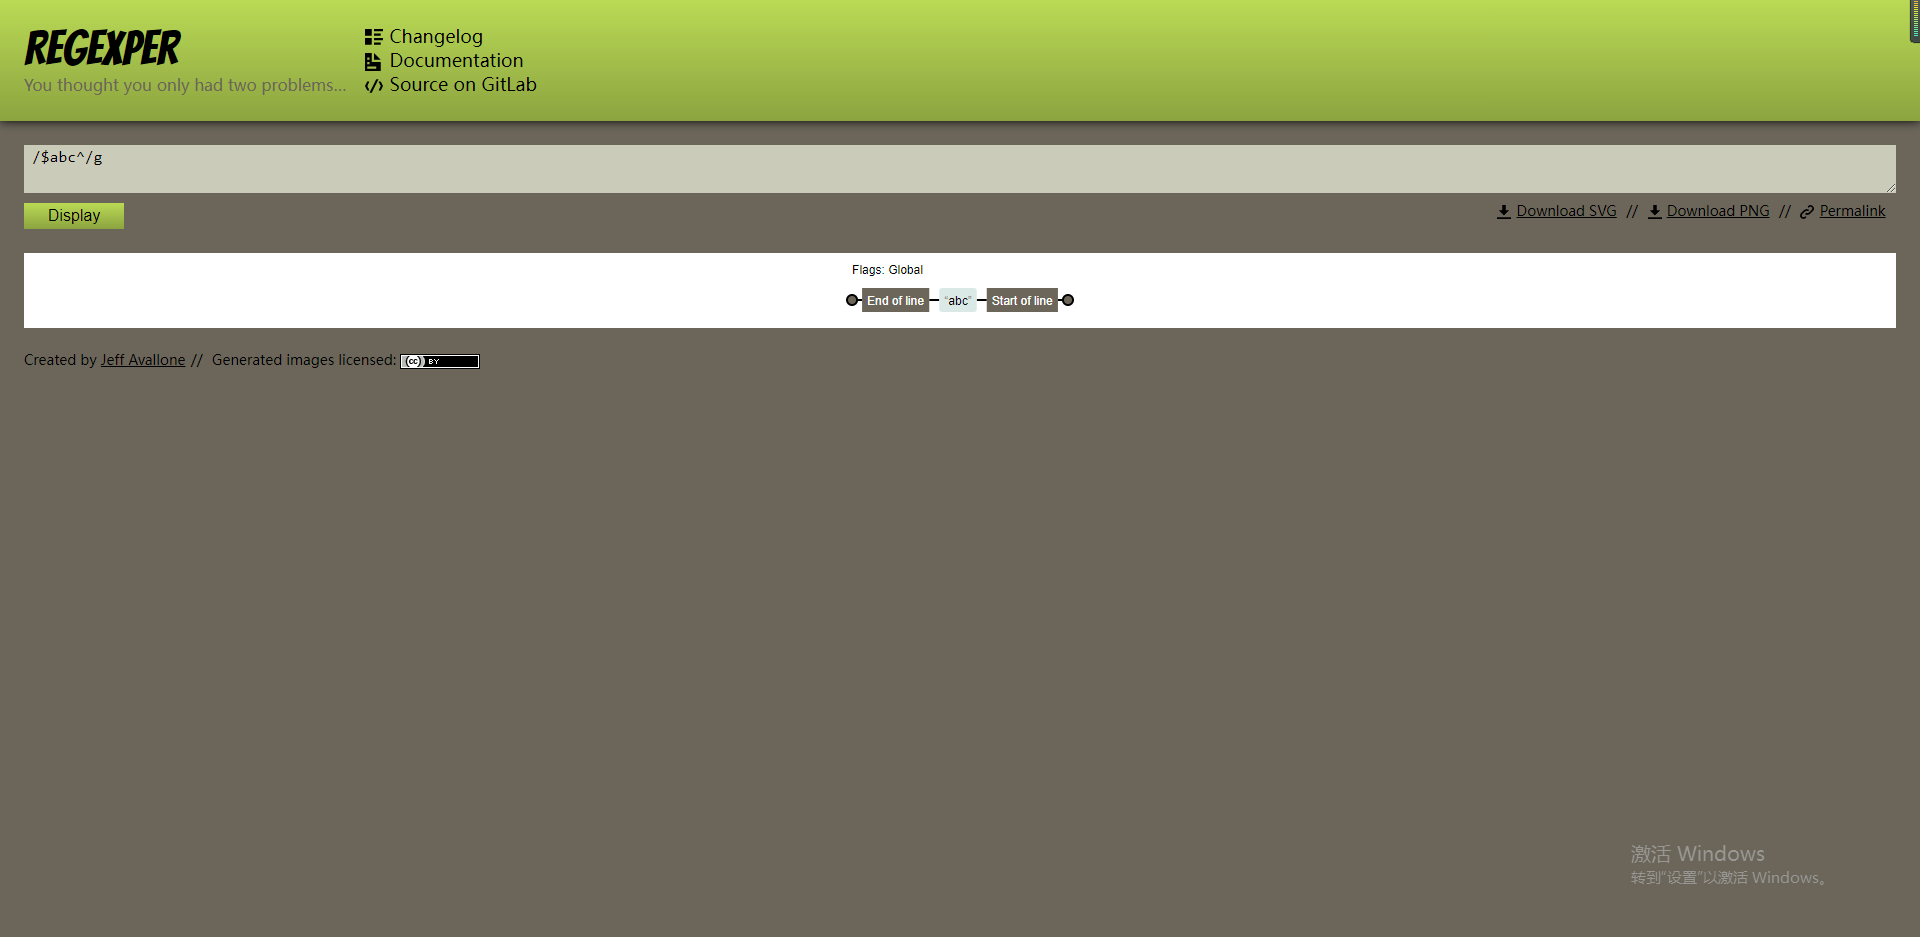 REGEXPER
You thought you only had two problems...
Changelog
Documentation
Source on GitLab
/$abc^/g
Display
Download SVG // Download PNG // Permalink
Flags: Global
End of line “abc” Start of line
Created by Jeff Avallone // Generated images licensed: (cc) BY
激活 Windows
转到“设置”以激活 Windows。